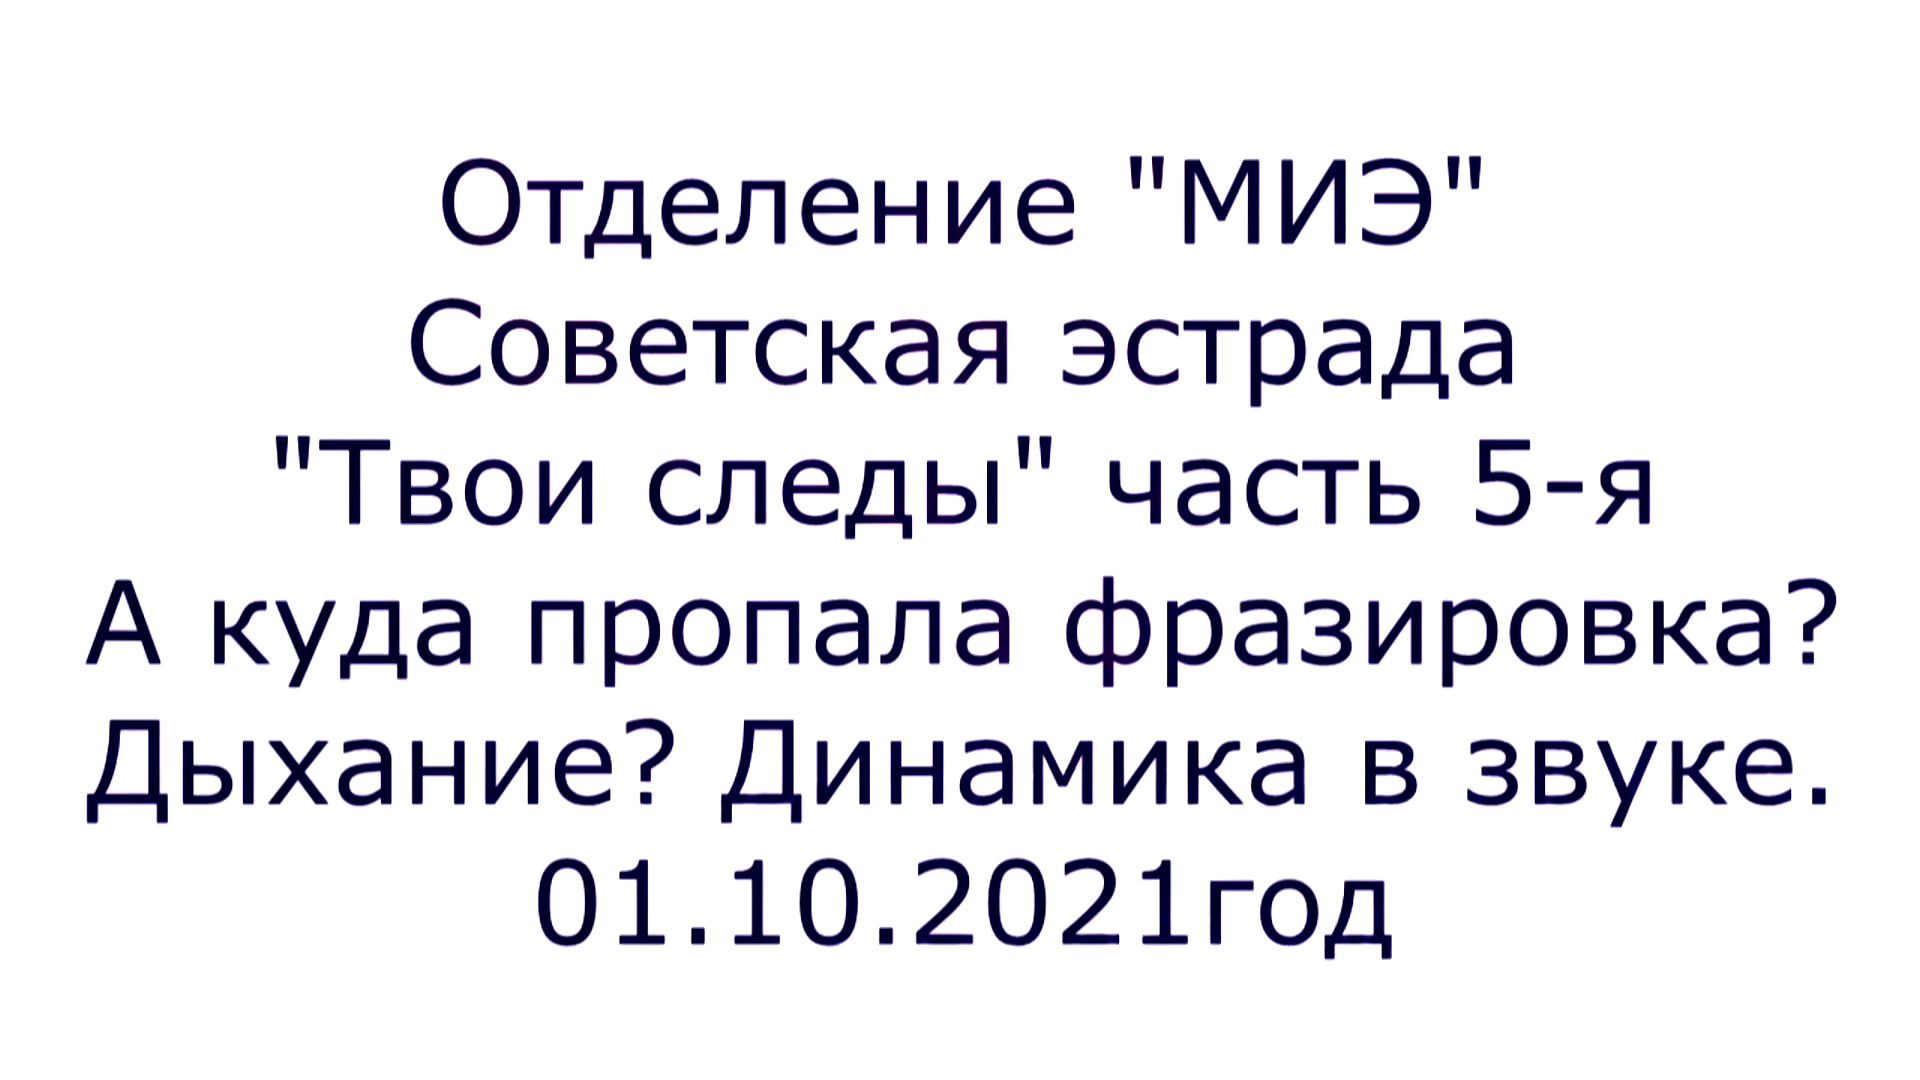 Отделение "МИЭ"
Советская эстрада
"Твои следы" часть 5-я
А куда пропала фразировка?
Дыхание? Динамика в звуке.
01.10.2021год